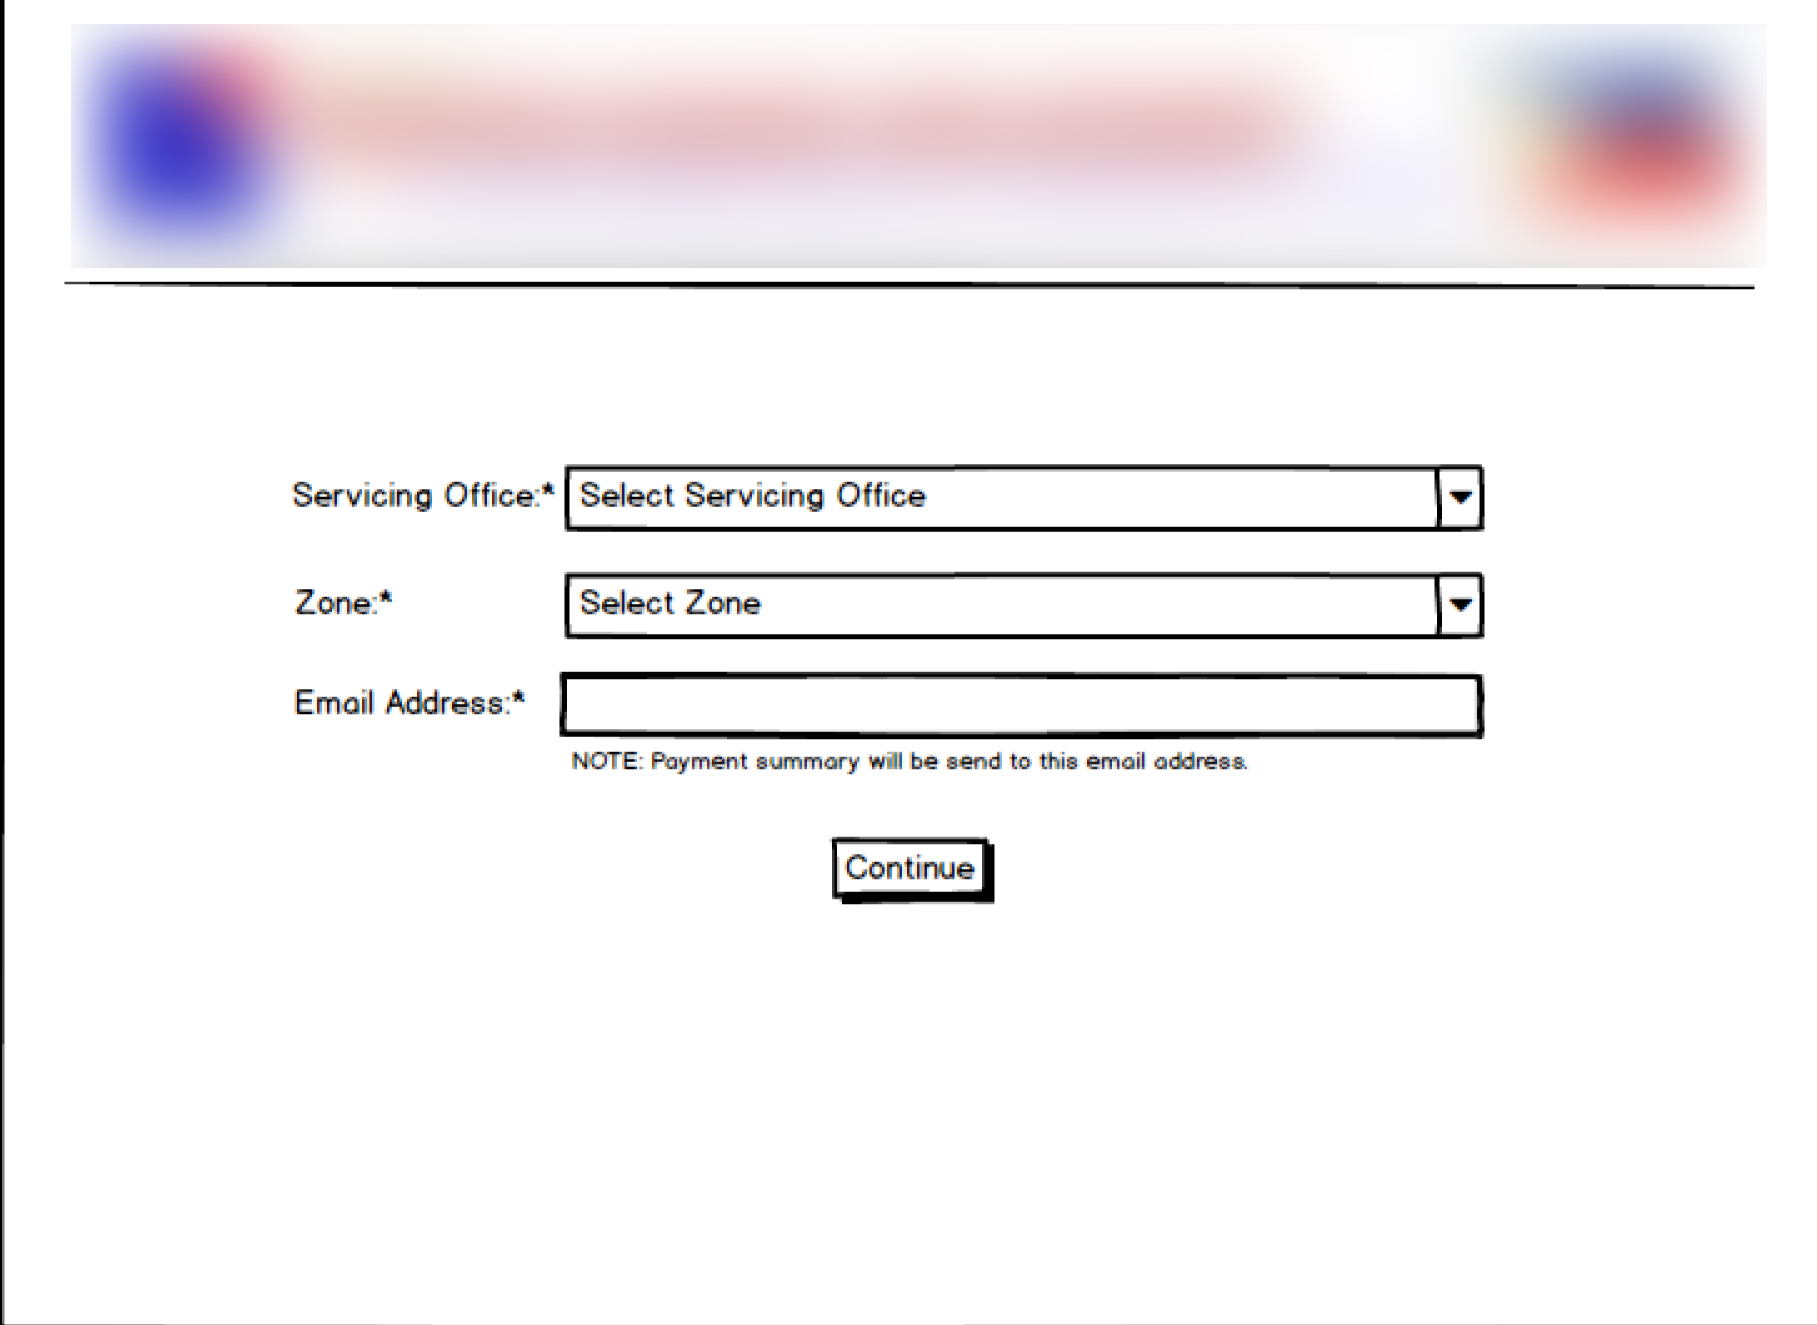 Servicing Office:* Select Servicing Office
Zone:* Select Zone
Email Address:*
NOTE: Payment summary will be send to this email address.
Continue